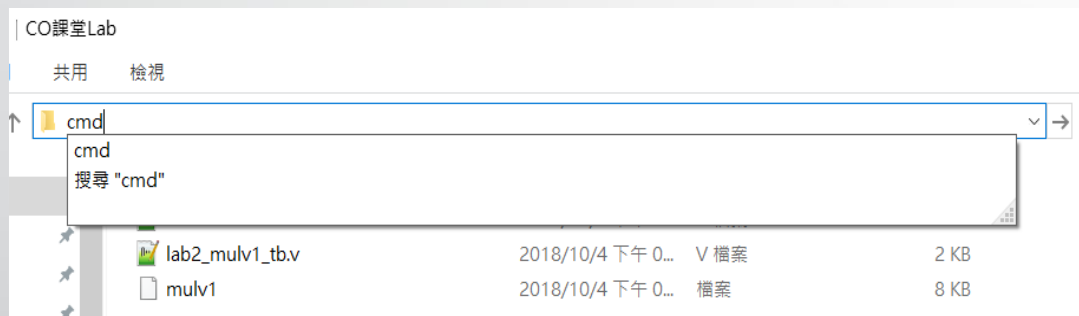 CO課堂Lab
共用 檢視
cmd
cmd
搜尋 "cmd"
lab2_mulv1_tb.v 2018/10/4 下午 0... V 檔案 2 KB
mulv1 2018/10/4 下午 0... 檔案 8 KB